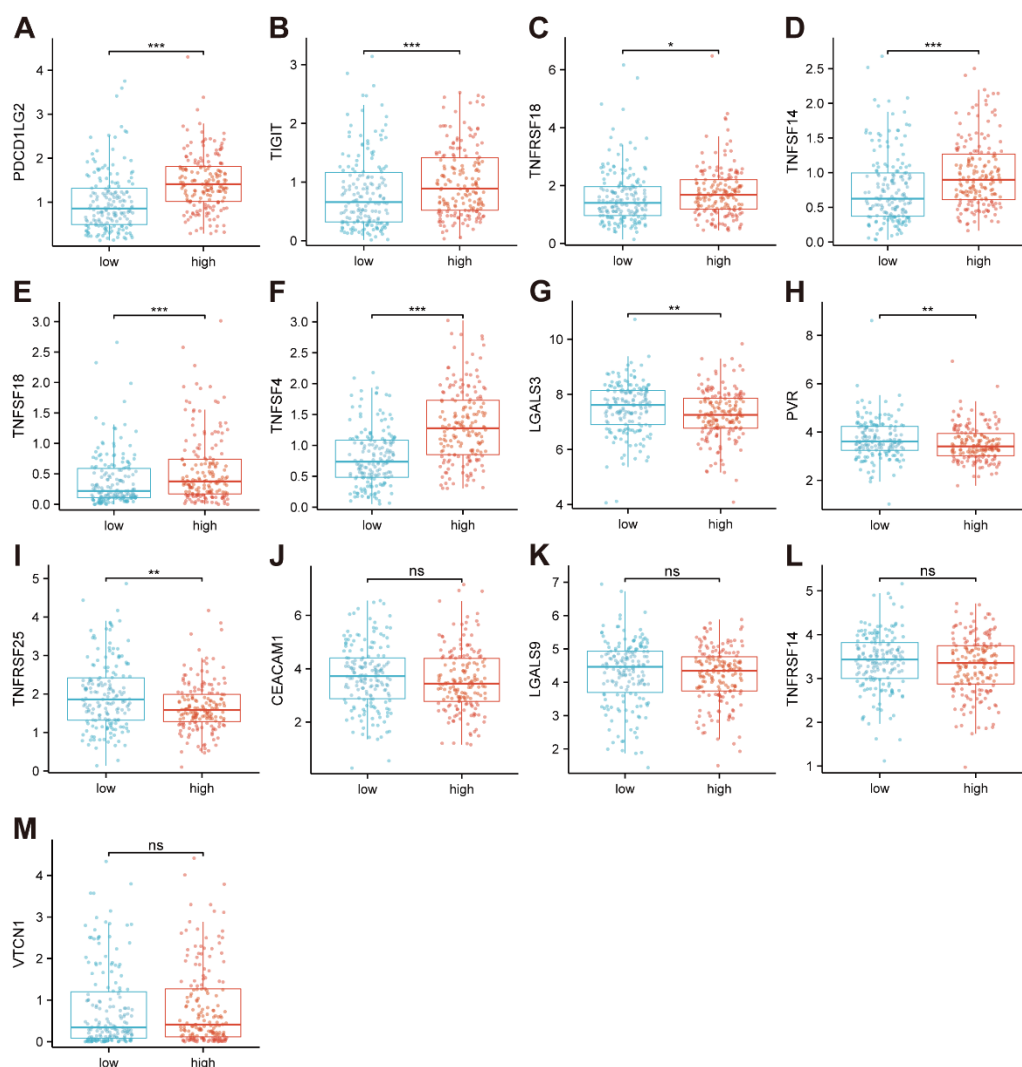 A
PDCD1LG2
***
4
3
2
1
low
high
B
TIGIT
***
3
2
1
0
low
high
C
TNFRSF18
*
6
4
2
0
low
high
D
TNFSF14
***
2.5
2.0
1.5
1.0
0.5
0.0
low
high
E
TNFSF18
***
3.0
2.5
2.0
1.5
1.0
0.5
0.0
low
high
F
TNFSF4
***
3.0
2.5
2.0
1.5
1.0
0.5
0.0
low
high
G
LGALS3
**
10
8
6
4
low
high
H
PVR
**
8
6
4
2
low
high
I
TNFRSF25
**
5
4
3
2
1
0
low
high
J
CEACAM1
ns
6
4
2
low
high
K
LGALS9
ns
7
6
5
4
3
2
low
high
L
TNFRSF14
ns
5
4
3
2
1
low
high
M
VTCN1
ns
4
3
2
1
0
low
high